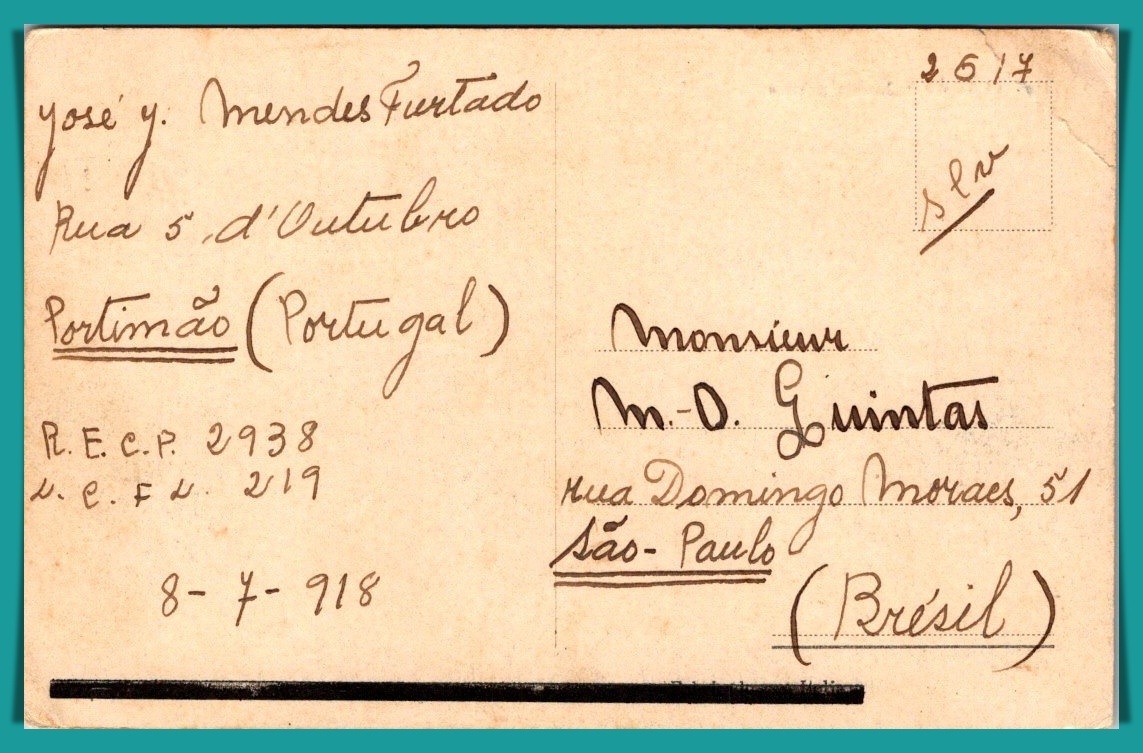 José J. Mendes Furtado
Rua 5 d'Outubro
Portimão (Portugal)
R. E. C. P. 2938
L. C. F L. 219
8 - 7 - 918
2617
slv
Monsieur
M.-O. Quintas
rua Domingo Moraes, 51
São-Paulo
(Brésil)